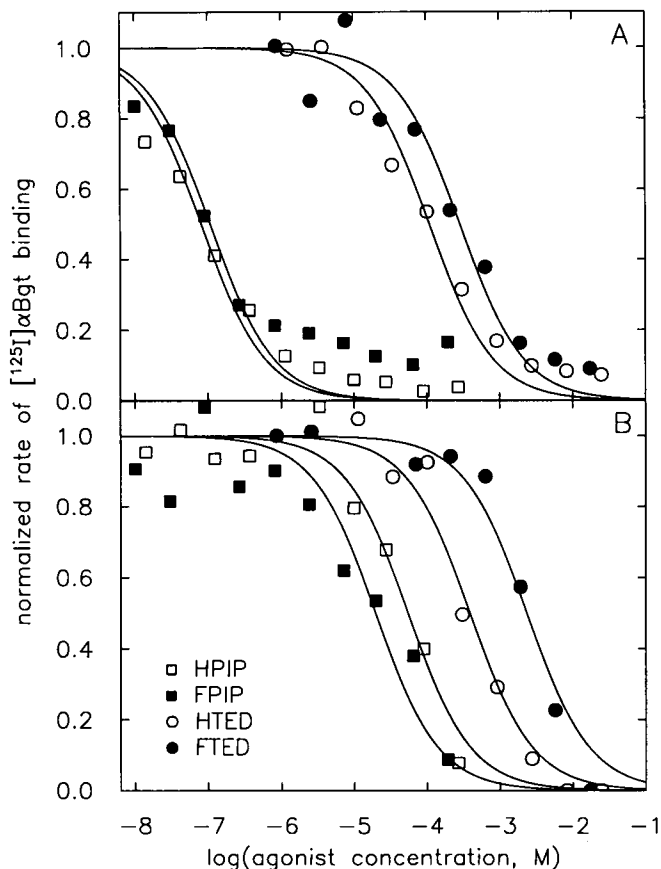 A
1.0
0.8
0.6
0.4
0.2
0.0
B
1.0
0.8
0.6
0.4
0.2
0.0
normalized rate of [¹²⁵I]αBgt binding
HPIP
FPIP
HTED
FTED
−8 −7 −6 −5 −4 −3 −2 −1
log(agonist concentration, M)